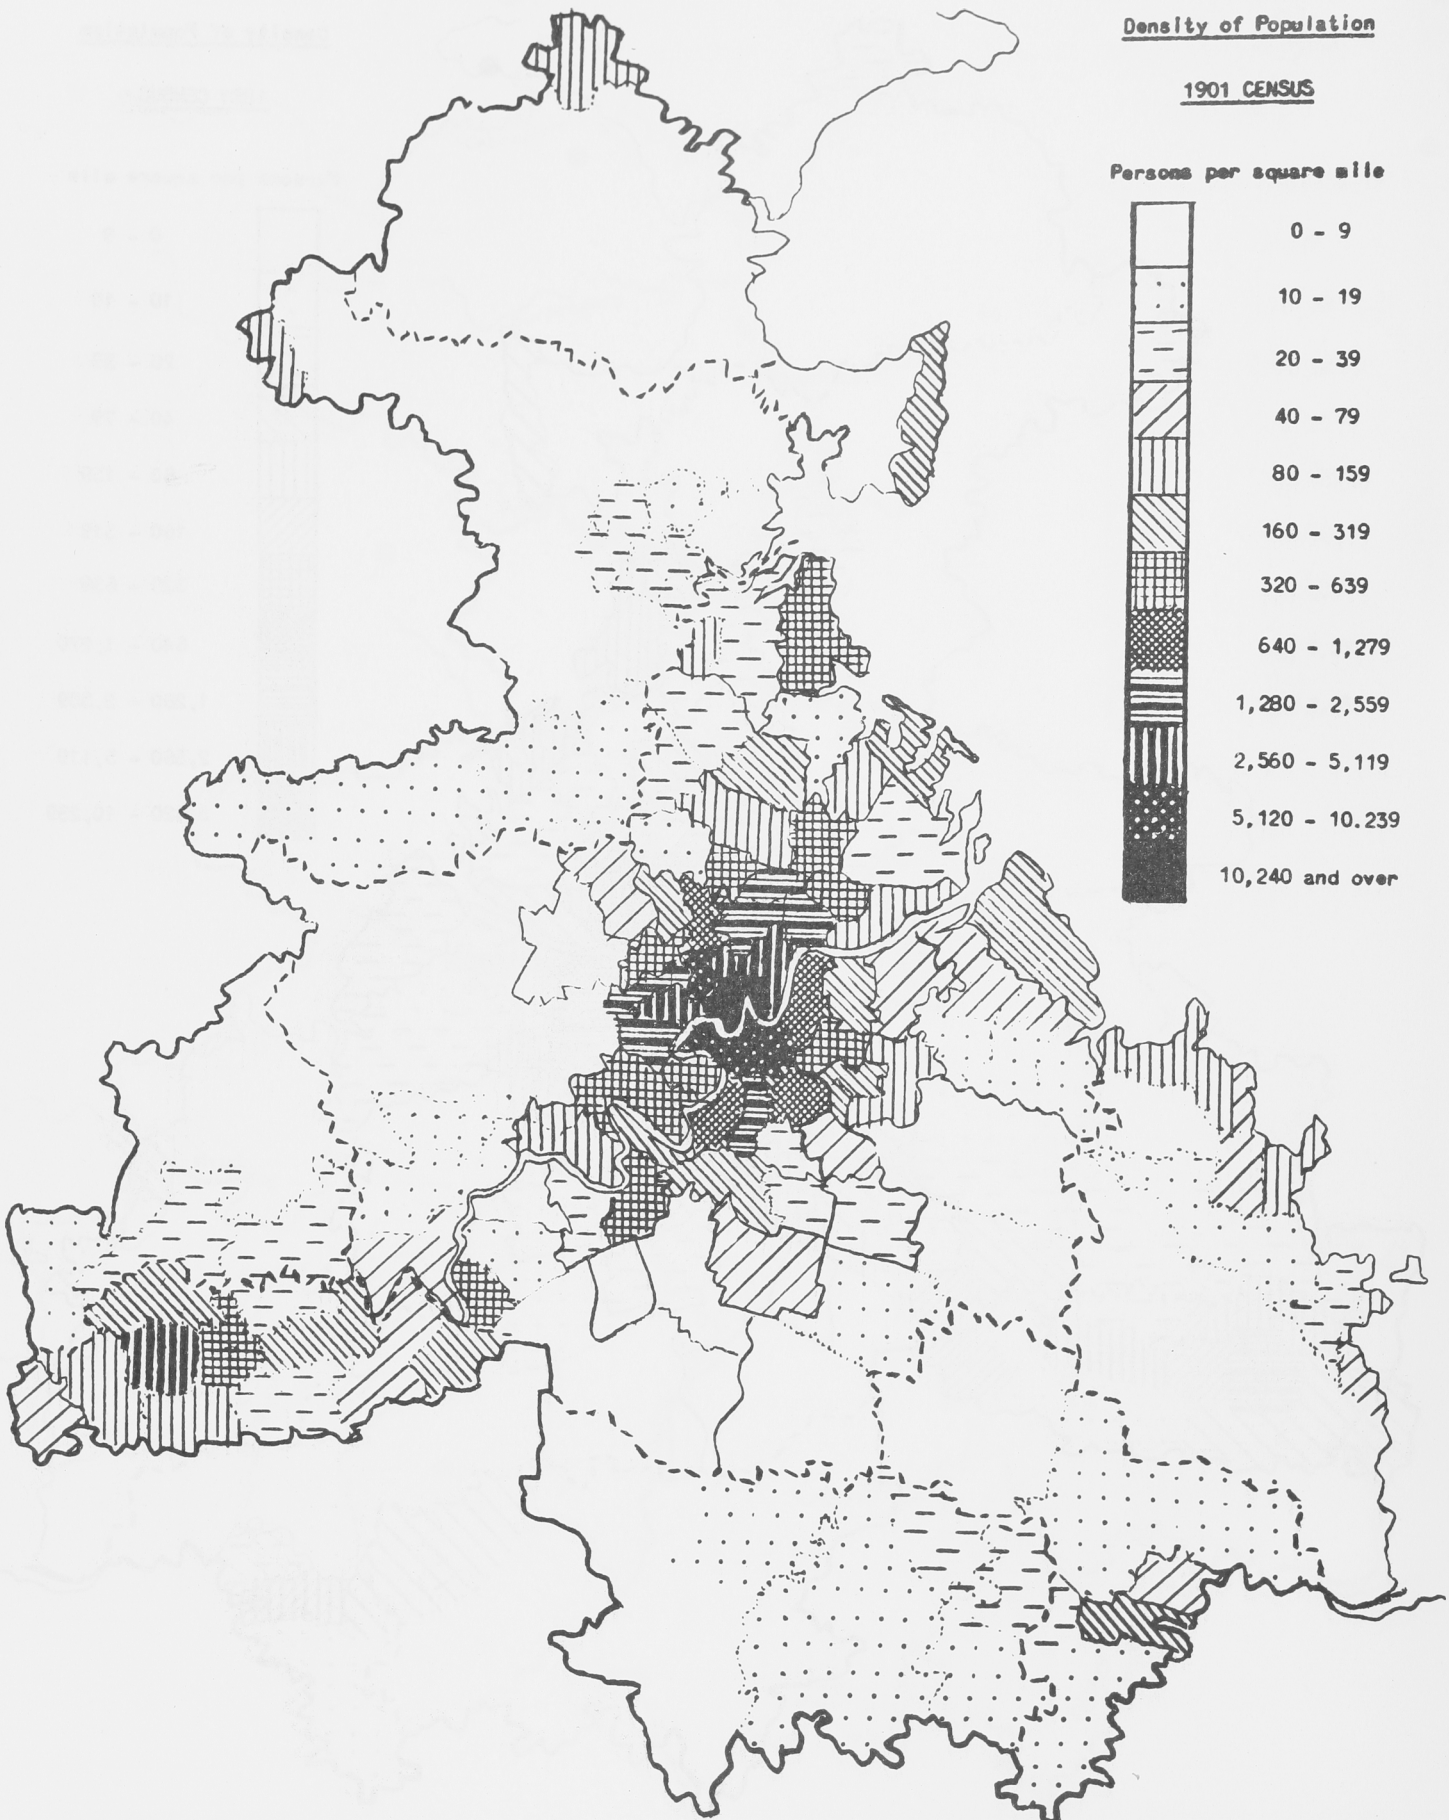 Density of Population
1901 CENSUS
Persons per square mile
0 - 9
10 - 19
20 - 39
40 - 79
80 - 159
160 - 319
320 - 639
640 - 1,279
1,280 - 2,559
2,560 - 5,119
5,120 - 10.239
10,240 and over